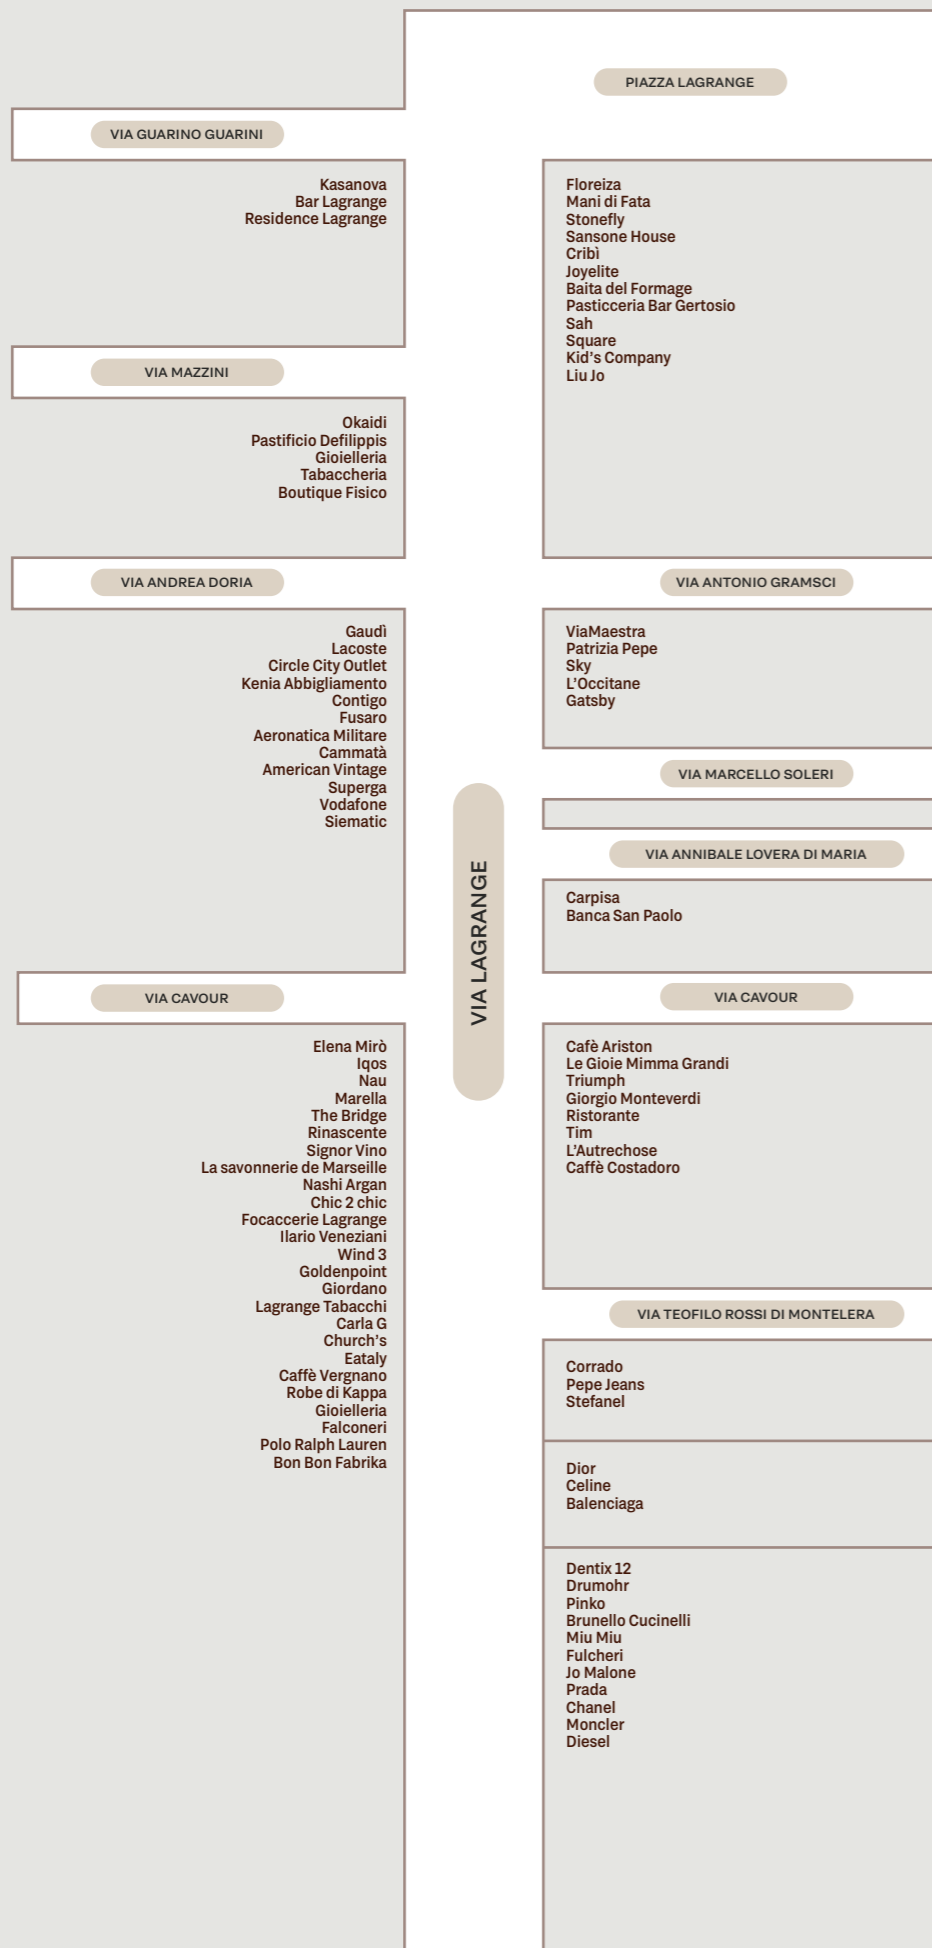 PIAZZA LAGRANGE
VIA GUARINO GUARINI
Kasanova
Bar Lagrange
Residence Lagrange
Floreiza
Mani di Fata
Stonefly
Sansone House
Cribì
Joyelite
Baita del Formage
Pasticceria Bar Gertosio
Sah
Square
Kid's Company
Liu Jo
VIA MAZZINI
Okaidi
Pastificio Defilippis
Gioielleria
Tabaccheria
Boutique Fisico
VIA ANDREA DORIA
Gaudì
Lacoste
Circle City Outlet
Kenia Abbigliamento
Contigo
Fusaro
Aeronatica Militare
Cammatà
American Vintage
Superga
Vodafone
Siematic
VIA ANTONIO GRAMSCI
ViaMaestra
Patrizia Pepe
Sky
L'Occitane
Gatsby
VIA MARCELLO SOLERI
VIA ANNIBALE LOVERA DI MARIA
Carpisa
Banca San Paolo
VIA LAGRANGE
VIA CAVOUR
Elena Mirò
Iqos
Nau
Marella
The Bridge
Rinascente
Signor Vino
La savonnerie de Marseille
Nashi Argan
Chic 2 chic
Focaccerie Lagrange
Ilario Veneziani
Wind 3
Goldenpoint
Giordano
Lagrange Tabacchi
Carla G
Church's
Eataly
Caffè Vergnano
Robe di Kappa
Gioielleria
Falconeri
Polo Ralph Lauren
Bon Bon Fabrika
VIA CAVOUR
Cafè Ariston
Le Gioie Mimma Grandi
Triumph
Giorgio Monteverdi
Ristorante
Tim
L'Autrechose
Caffè Costadoro
VIA TEOFILO ROSSI DI MONTELERA
Corrado
Pepe Jeans
Stefanel
Dior
Celine
Balenciaga
Dentix 12
Drumohr
Pinko
Brunello Cucinelli
Miu Miu
Fulcheri
Jo Malone
Prada
Chanel
Moncler
Diesel